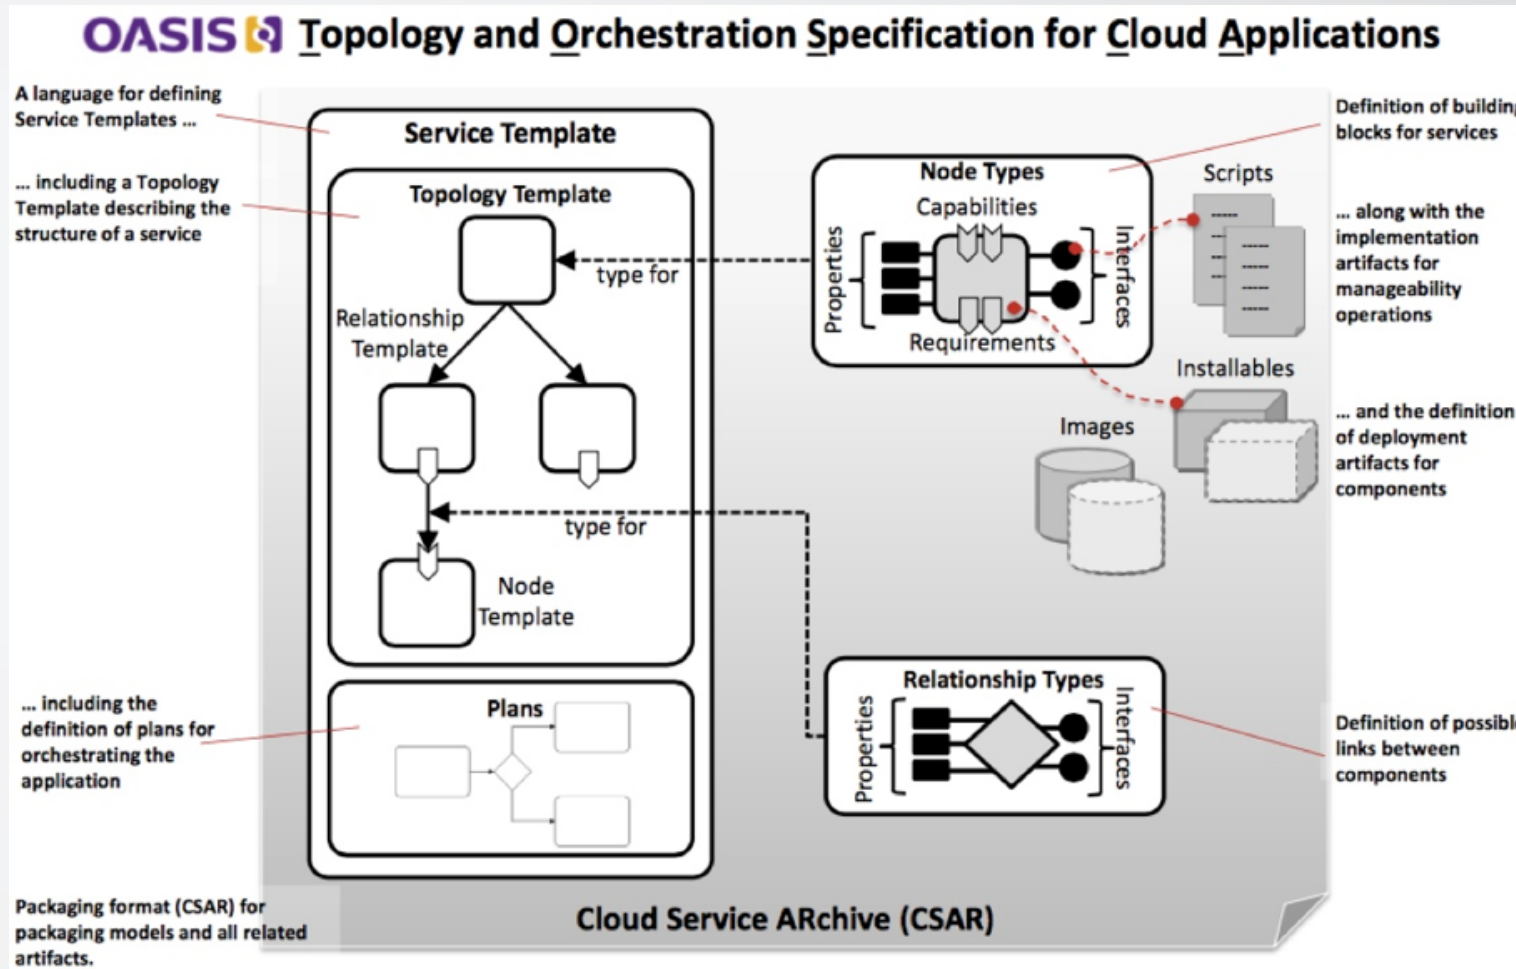 OASIS Topology and Orchestration Specification for Cloud Applications
A language for defining
Service Templates ...
... including a Topology
Template describing the
structure of a service
... including the
definition of plans for
orchestrating the
application
Packaging format (CSAR) for
packaging models and all related
artifacts.
Service Template
Topology Template
type for
Relationship
Template
type for
Node
Template
Plans
Node Types
Capabilities
Properties
Interfaces
Requirements
Scripts
Installables
Images
Relationship Types
Properties
Interfaces
Definition of building
blocks for services
... along with the
implementation
artifacts for
manageability
operations
... and the definition
of deployment
artifacts for
components
Definition of possible
links between
components
Cloud Service ARchive (CSAR)